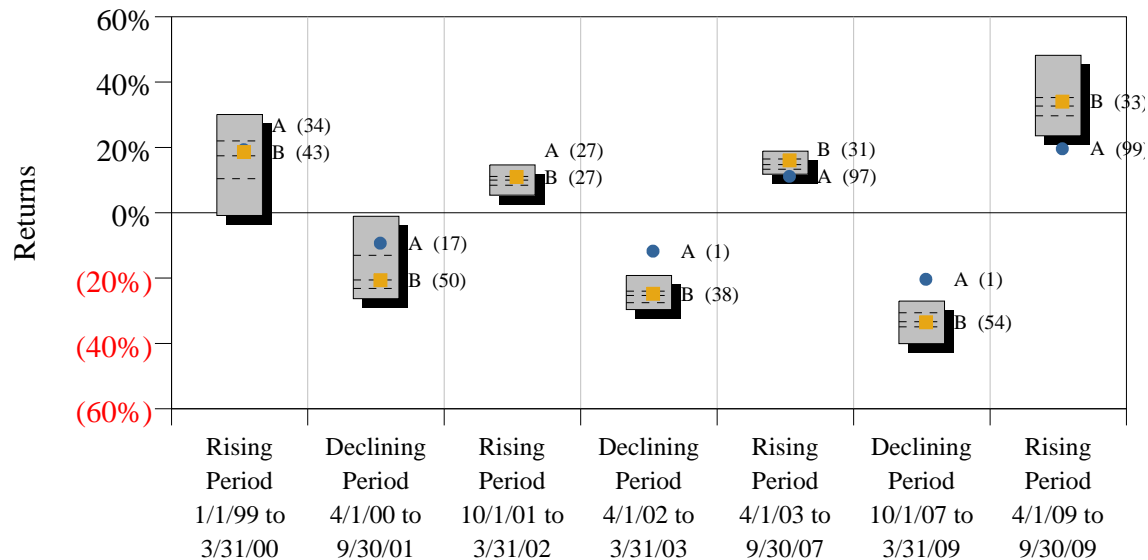 60%
40%
20%
0%
(20%)
(40%)
(60%)
Returns
A (34)
B (43)
A (17)
B (50)
A (27)
B (27)
A (1)
B (38)
B (31)
A (97)
A (1)
B (54)
B (33)
A (99)
Rising
Period
1/1/99 to
3/31/00
Declining
Period
4/1/00 to
9/30/01
Rising
Period
10/1/01 to
3/31/02
Declining
Period
4/1/02 to
3/31/03
Rising
Period
4/1/03 to
9/30/07
Declining
Period
10/1/07 to
3/31/09
Rising
Period
4/1/09 to
9/30/09